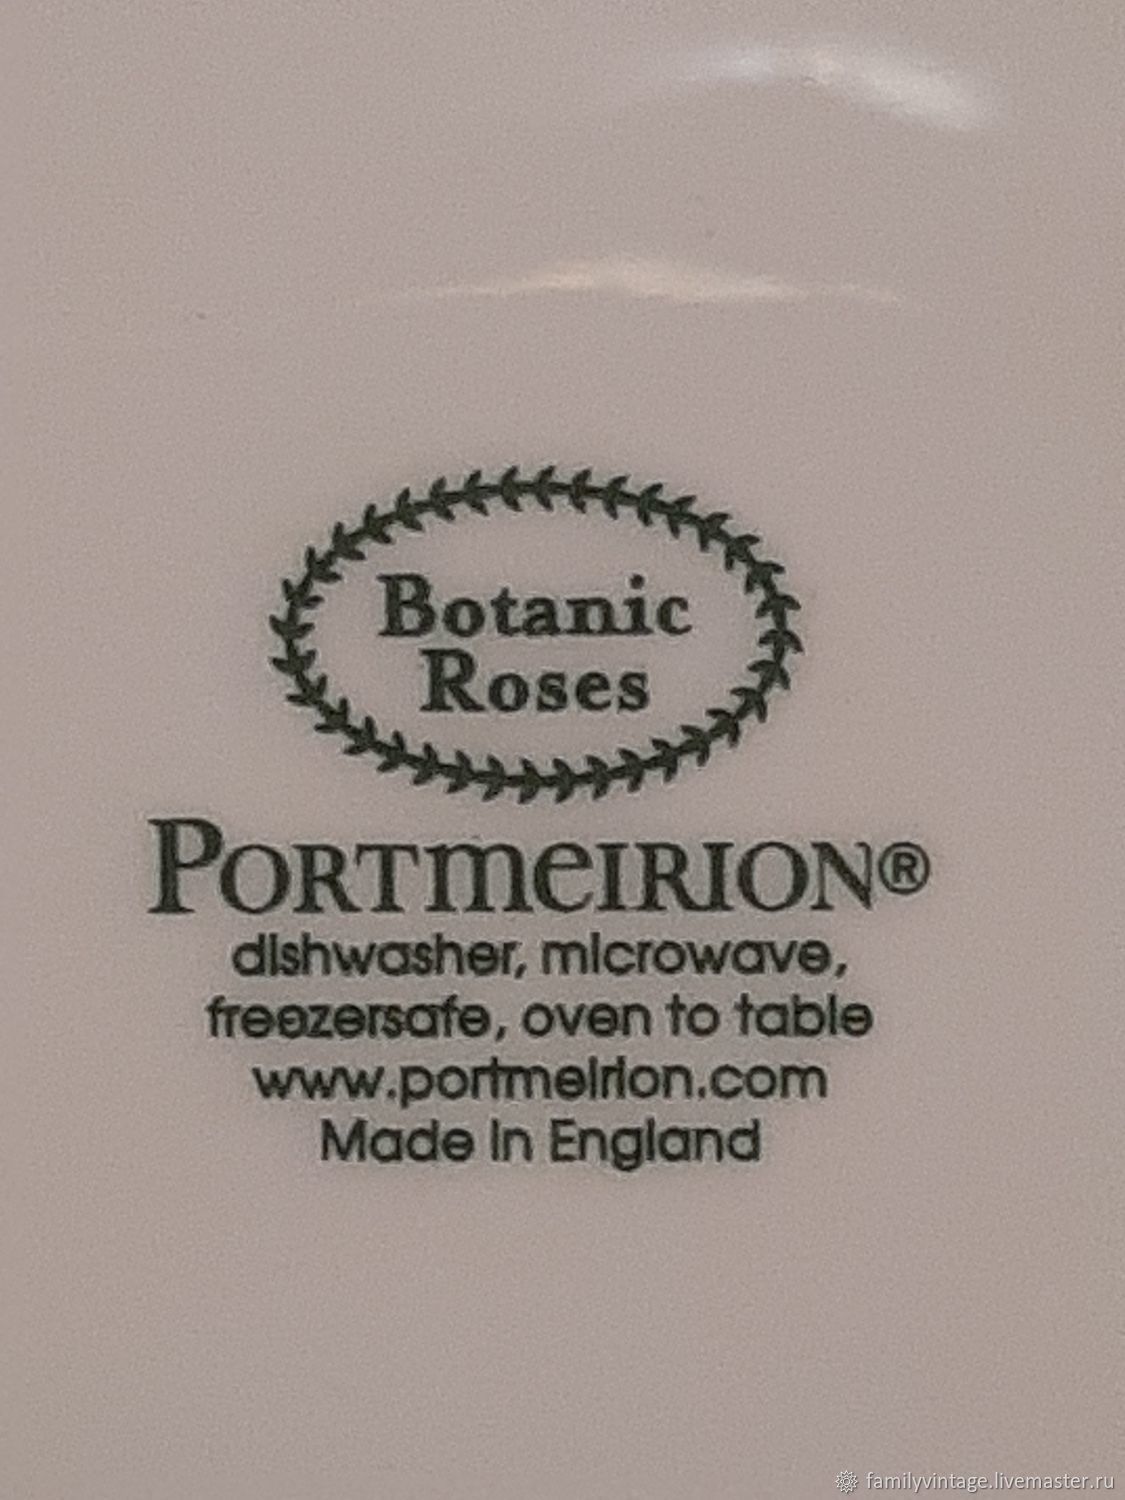 Botanic
Roses
PORTmEIRION®
dishwasher, microwave,
freezersafe, oven to table
www.portmeirion.com
Made in England
familyvintage.livemaster.ru